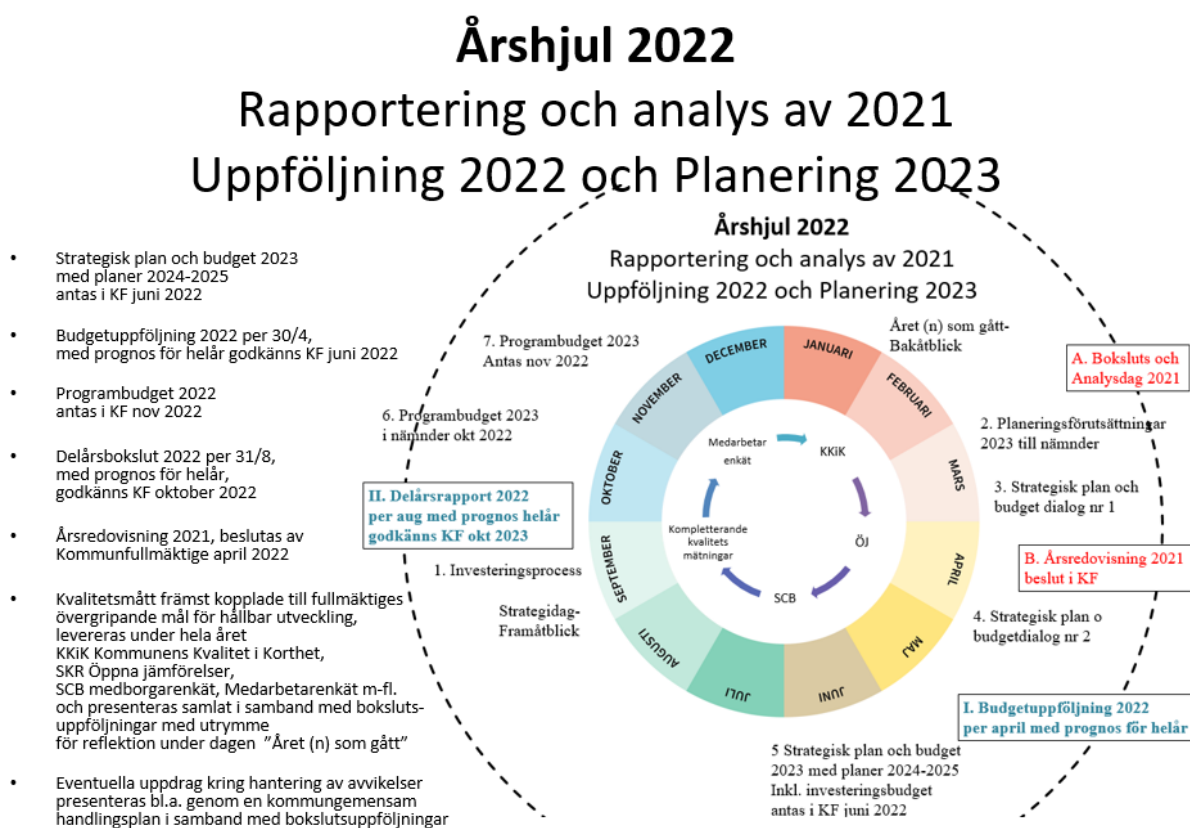 Årshjul 2022
Rapportering och analys av 2021
Uppföljning 2022 och Planering 2023
• Strategisk plan och budget 2023
med planer 2024-2025
antas i KF juni 2022
• Budgetuppföljning 2022 per 30/4,
med prognos för helår godkänns KF juni 2022
• Programbudget 2022
antas i KF nov 2022
• Delårsbokslut 2022 per 31/8,
med prognos för helår,
godkänns KF oktober 2022
• Årsredovisning 2021, beslutas av
Kommunfullmäktige april 2022
• Kvalitetsmått främst kopplade till fullmäktiges
övergripande mål för hållbar utveckling,
levereras under hela året
KKiK Kommunens Kvalitet i Korthet,
SKR Öppna jämförelser,
SCB medborgarenkät, Medarbetarenkät m-fl.
och presenteras samlat i samband med boksluts-
uppföljningar med utrymme
för reflektion under dagen ”Året (n) som gått”
• Eventuella uppdrag kring hantering av avvikelser
presenteras bl.a. genom en kommungemensam
handlingsplan i samband med bokslutsuppföljningar
Årshjul 2022
Rapportering och analys av 2021
Uppföljning 2022 och Planering 2023
Året (n) som gått-
Bakåtblick
A. Boksluts och
Analysdag 2021
2. Planeringsförutsättningar
2023 till nämnder
3. Strategisk plan och
budget dialog nr 1
B. Årsredovisning 2021
beslut i KF
4. Strategisk plan o
budgetdialog nr 2
I. Budgetuppföljning 2022
per april med prognos för helår
5 Strategisk plan och budget
2023 med planer 2024-2025
Inkl. investeringsbudget
antas i KF juni 2022
Strategidag-
Framåtblick
1. Investeringsprocess
II. Delårsrapport 2022
per aug med prognos helår
godkänns KF okt 2023
6. Programbudget 2023
i nämnder okt 2022
7. Programbudget 2023
Antas nov 2022
JANUARI
FEBRUARI
MARS
APRIL
MAJ
JUNI
JULI
AUGUSTI
SEPTEMBER
OKTOBER
NOVEMBER
DECEMBER
KKiK
ÖJ
SCB
Kompletterande
kvalitets
mätningar
Medarbetar
enkät